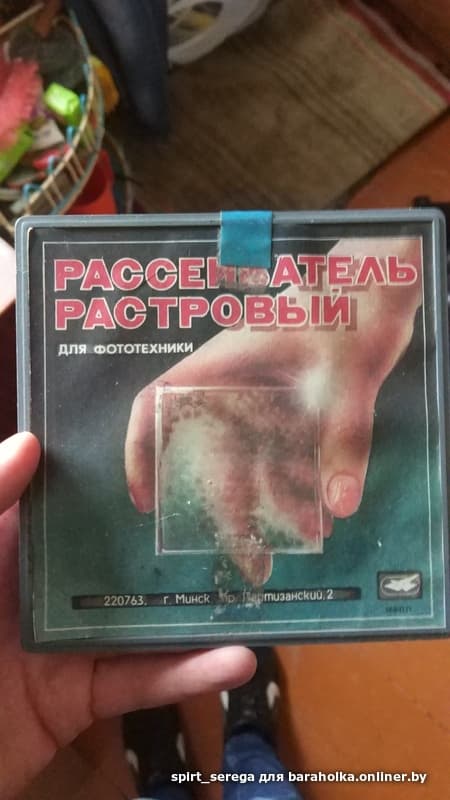 РАССЕИВАТЕЛЬ
РАСТРОВЫЙ
ДЛЯ ФОТОТЕХНИКИ
220763, г. Минск, пр. Партизанский, 2
spirt_serega для baraholka.onliner.by